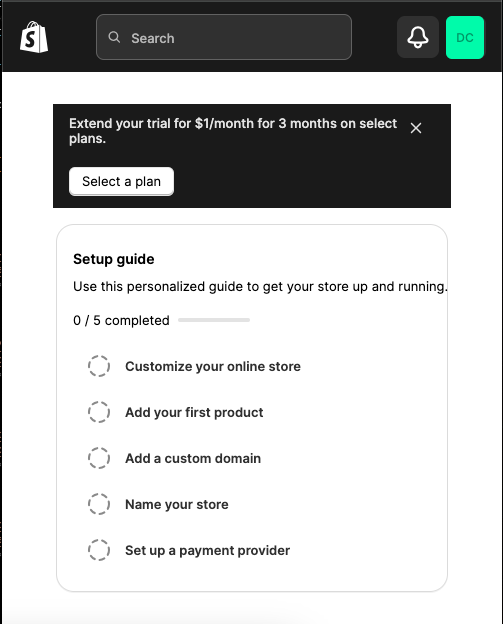 Search
DC
Extend your trial for $1/month for 3 months on select
plans.
Select a plan
Setup guide
Use this personalized guide to get your store up and running.
0 / 5 completed
Customize your online store
Add your first product
Add a custom domain
Name your store
Set up a payment provider